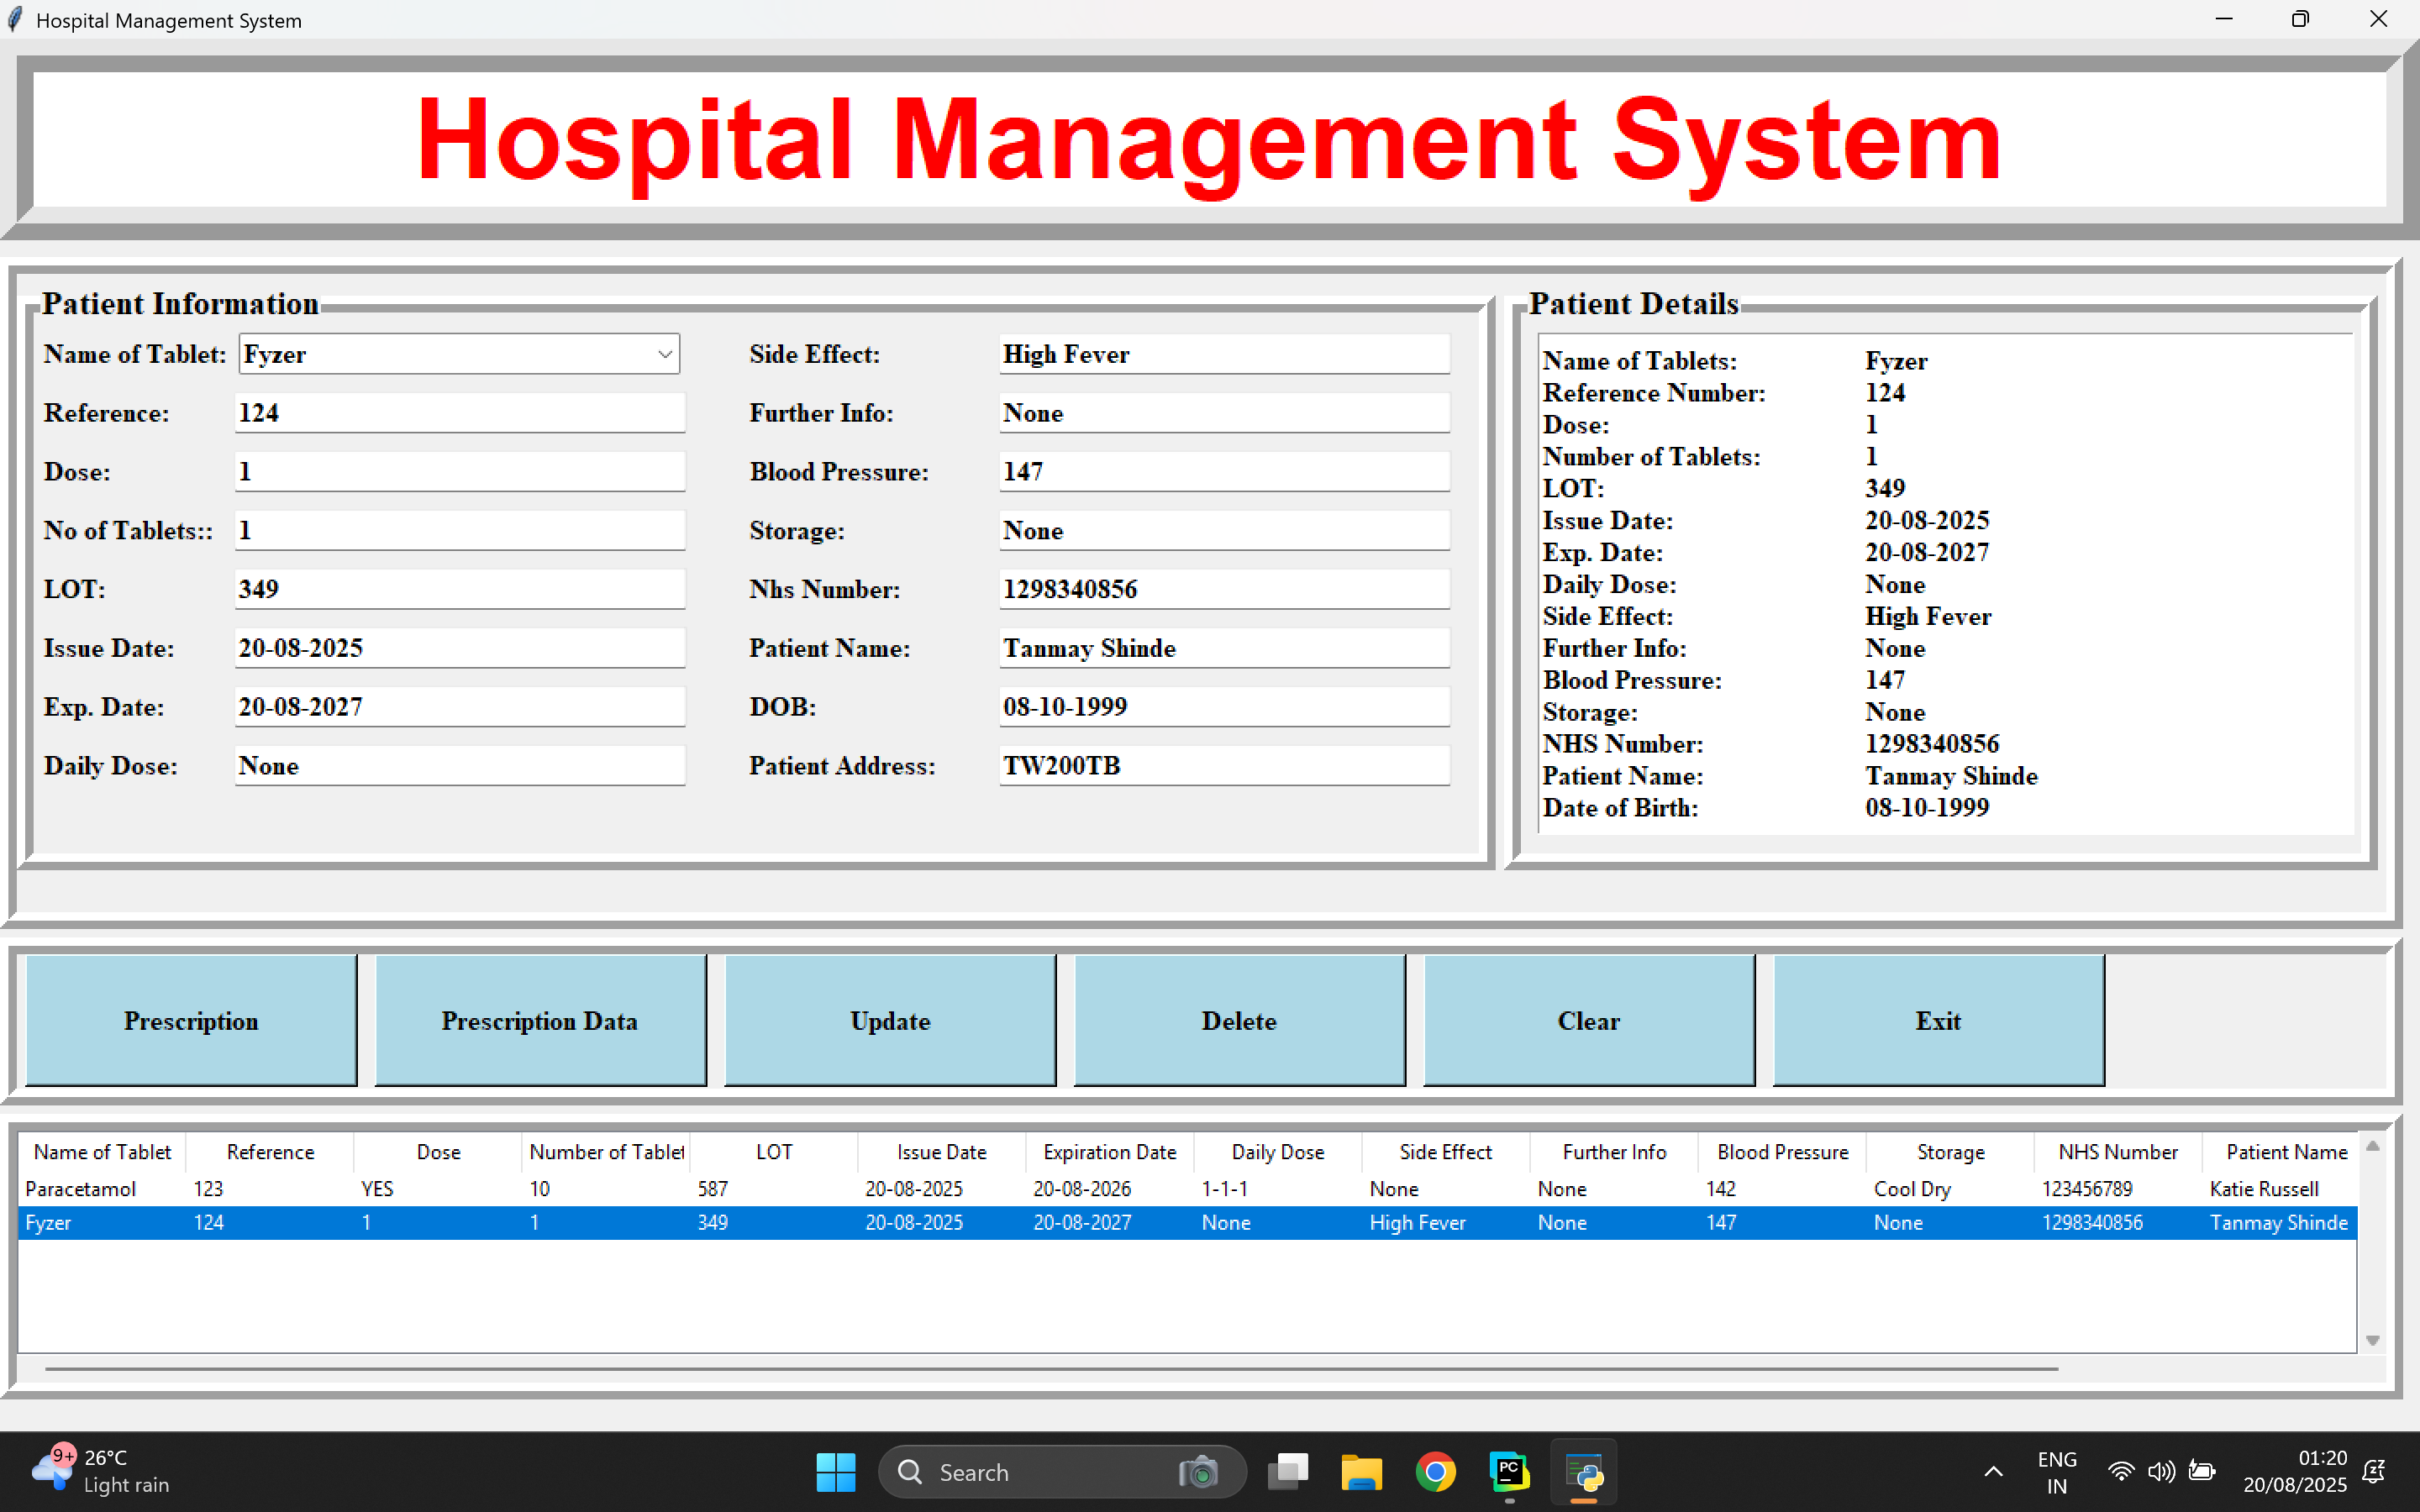 Hospital Management System
Hospital Management System
Patient Information
Name of Tablet: Fyzer
Reference: 124
Dose: 1
No of Tablets:: 1
LOT: 349
Issue Date: 20-08-2025
Exp. Date: 20-08-2027
Daily Dose: None
Side Effect: High Fever
Further Info: None
Blood Pressure: 147
Storage: None
Nhs Number: 1298340856
Patient Name: Tanmay Shinde
DOB: 08-10-1999
Patient Address: TW200TB
Patient Details
Name of Tablets: Fyzer
Reference Number: 124
Dose: 1
Number of Tablets: 1
LOT: 349
Issue Date: 20-08-2025
Exp. Date: 20-08-2027
Daily Dose: None
Side Effect: High Fever
Further Info: None
Blood Pressure: 147
Storage: None
NHS Number: 1298340856
Patient Name: Tanmay Shinde
Date of Birth: 08-10-1999
Prescription Prescription Data Update Delete Clear Exit
Name of Tablet Reference Dose Number of Tablet LOT Issue Date Expiration Date Daily Dose Side Effect Further Info Blood Pressure Storage NHS Number Patient Name
Paracetamol 123 YES 10 587 20-08-2025 20-08-2026 1-1-1 None None 142 Cool Dry 123456789 Katie Russell
Fyzer 124 1 1 349 20-08-2025 20-08-2027 None High Fever None 147 None 1298340856 Tanmay Shinde
9+
26°C
Light rain
Search
PC
ENG
IN
01:20
20/08/2025